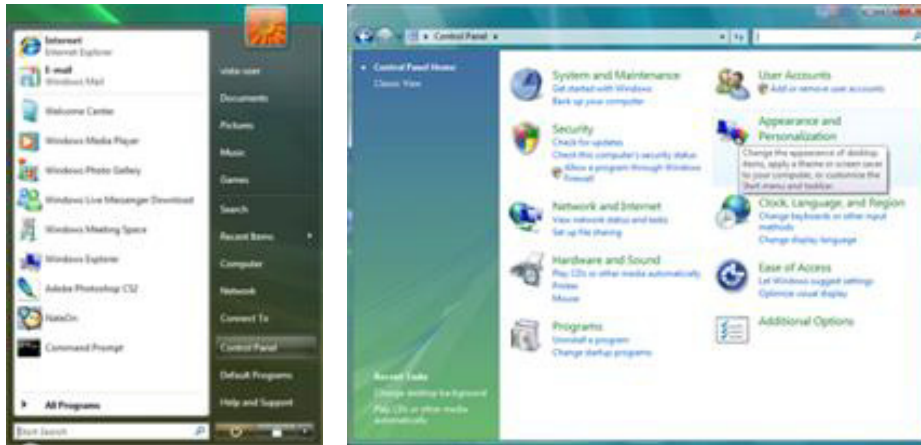 Internet
Internet Explorer
E-mail
Windows Mail
Welcome Center
Windows Media Player
Windows Photo Gallery
Windows Live Messenger Download
Windows Meeting Space
Windows Explorer
Adobe Photoshop CS2
NateOn
Command Prompt
All Programs
Start Search
vista user
Documents
Pictures
Music
Games
Search
Recent Items
Computer
Network
Connect To
Control Panel
Default Programs
Help and Support
Control Panel
Control Panel Home
Classic View
System and Maintenance
Get started with Windows
Back up your computer
Security
Check for updates
Check this computer's security status
Allow a program through Windows
Firewall
Network and Internet
View network status and tasks
Set up file sharing
Hardware and Sound
Play CDs or other media automatically
Printer
Mouse
Programs
Uninstall a program
Change startup programs
User Accounts
Add or remove user accounts
Appearance and
Personalization
Change the appearance of desktop
items, apply a theme or screen saver
to your computer, or customize the
Start menu and taskbar.
Clock, Language, and Region
Change keyboards or other input
methods
Change display language
Ease of Access
Let Windows suggest settings
Optimize visual display
Additional Options
Recent Tasks
Change desktop background
Play CDs or other media
automatically